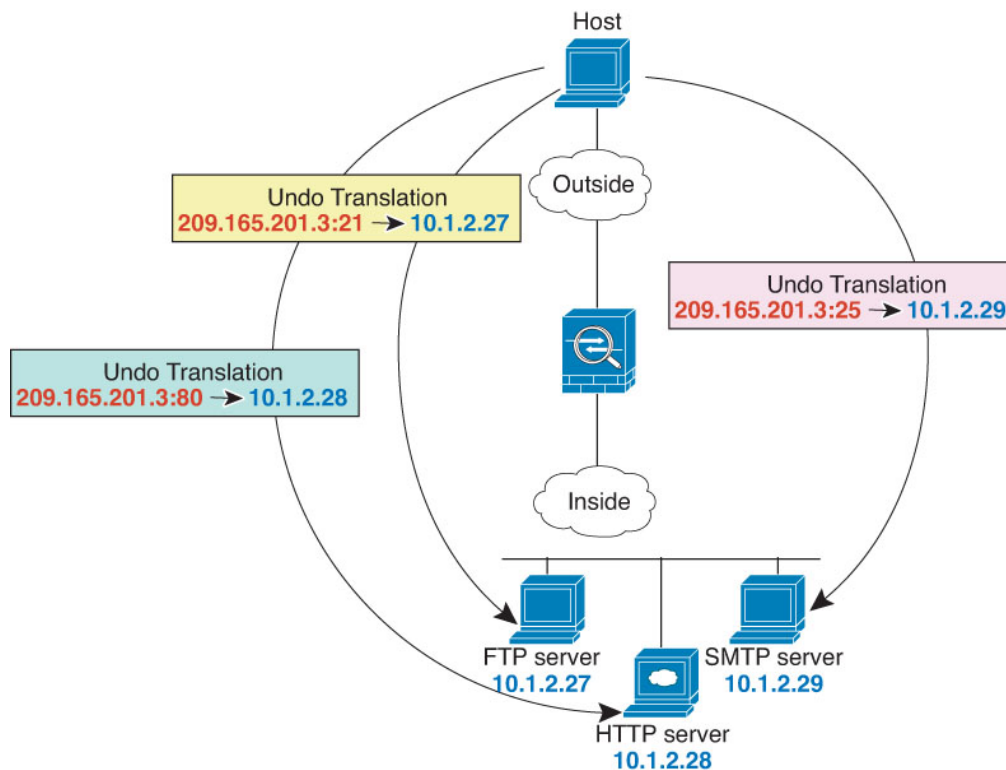 Host
Outside
Undo Translation
209.165.201.3:21 → 10.1.2.27
Undo Translation
209.165.201.3:25 → 10.1.2.29
Undo Translation
209.165.201.3:80 → 10.1.2.28
Inside
FTP server
10.1.2.27
SMTP server
10.1.2.29
HTTP server
10.1.2.28